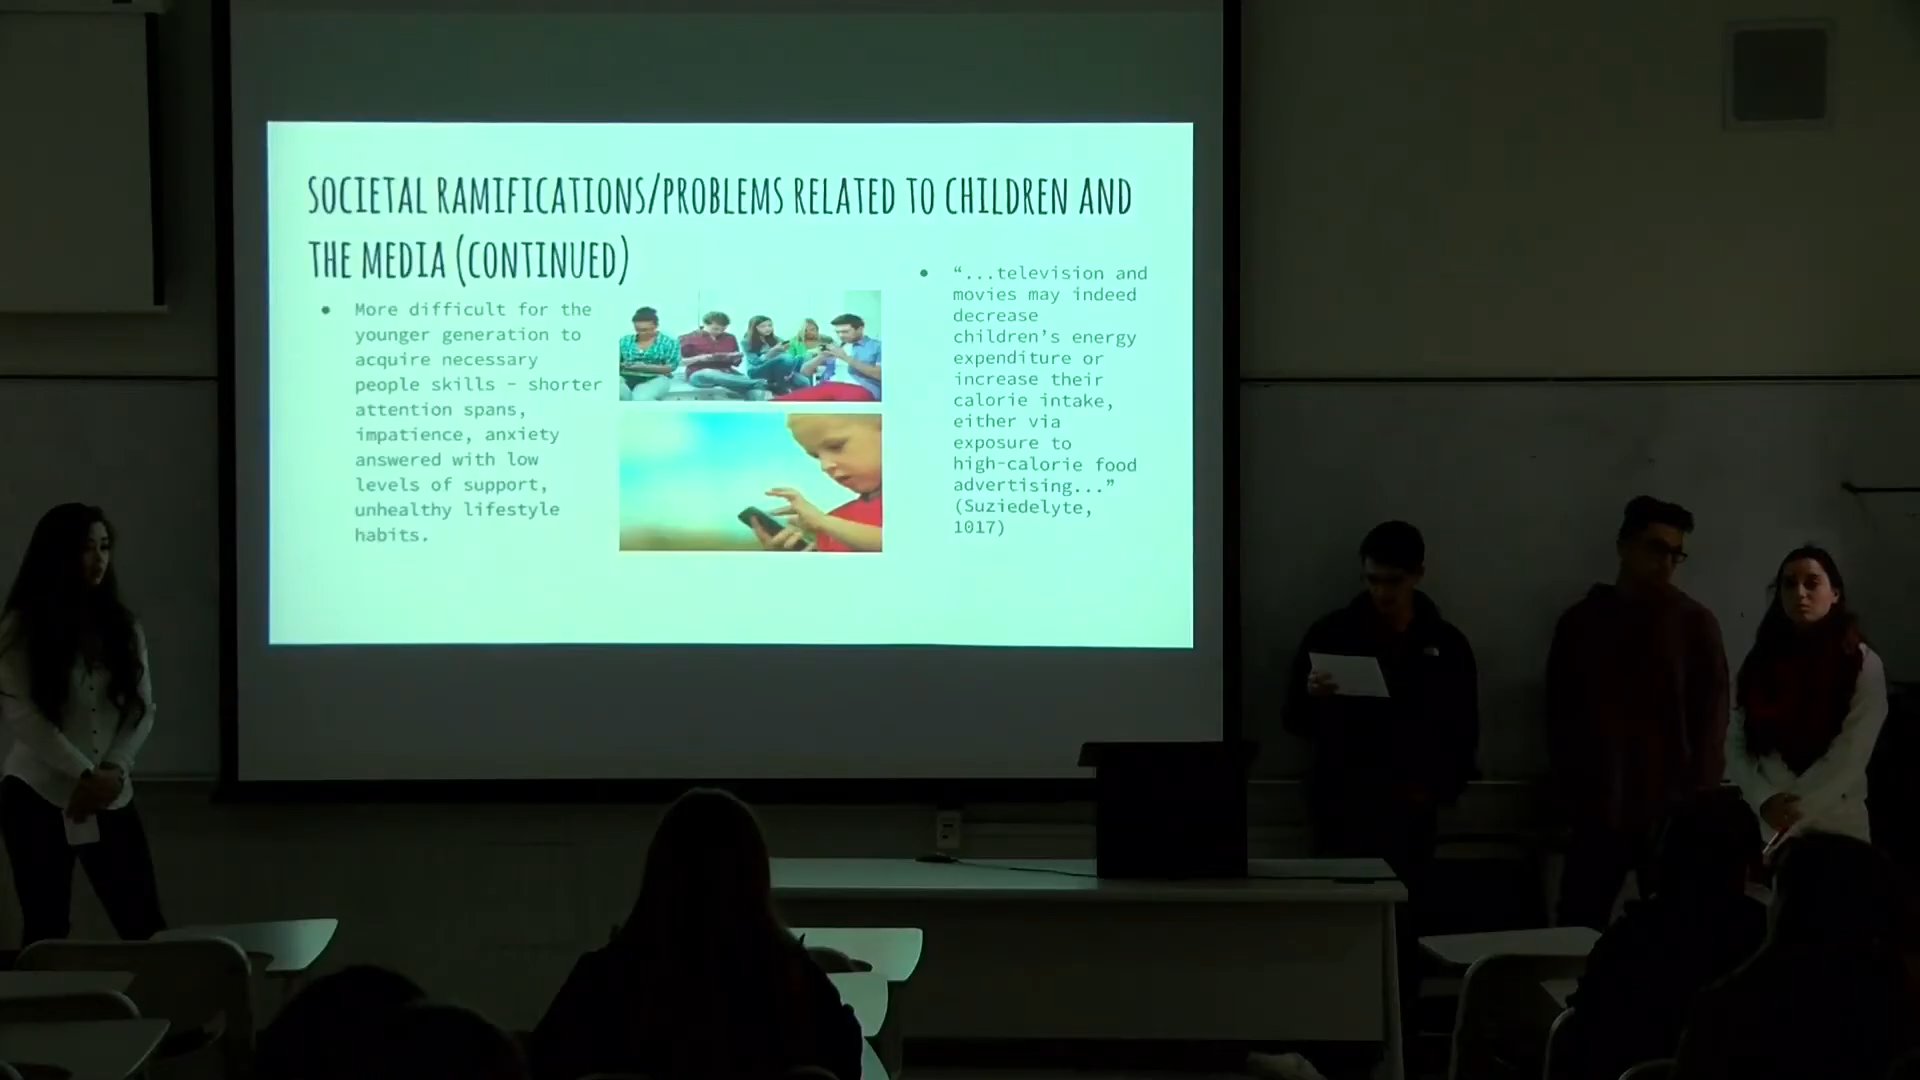 SOCIETAL RAMIFICATIONS/PROBLEMS RELATED TO CHILDREN AND
THE MEDIA (CONTINUED)
● More difficult for the
younger generation to
acquire necessary
people skills – shorter
attention spans,
impatience, anxiety
answered with low
levels of support,
unhealthy lifestyle
habits.
● “...television and
movies may indeed
decrease
children’s energy
expenditure or
increase their
calorie intake,
either via
exposure to
high-calorie food
advertising...”
(Suziedelyte,
1017)